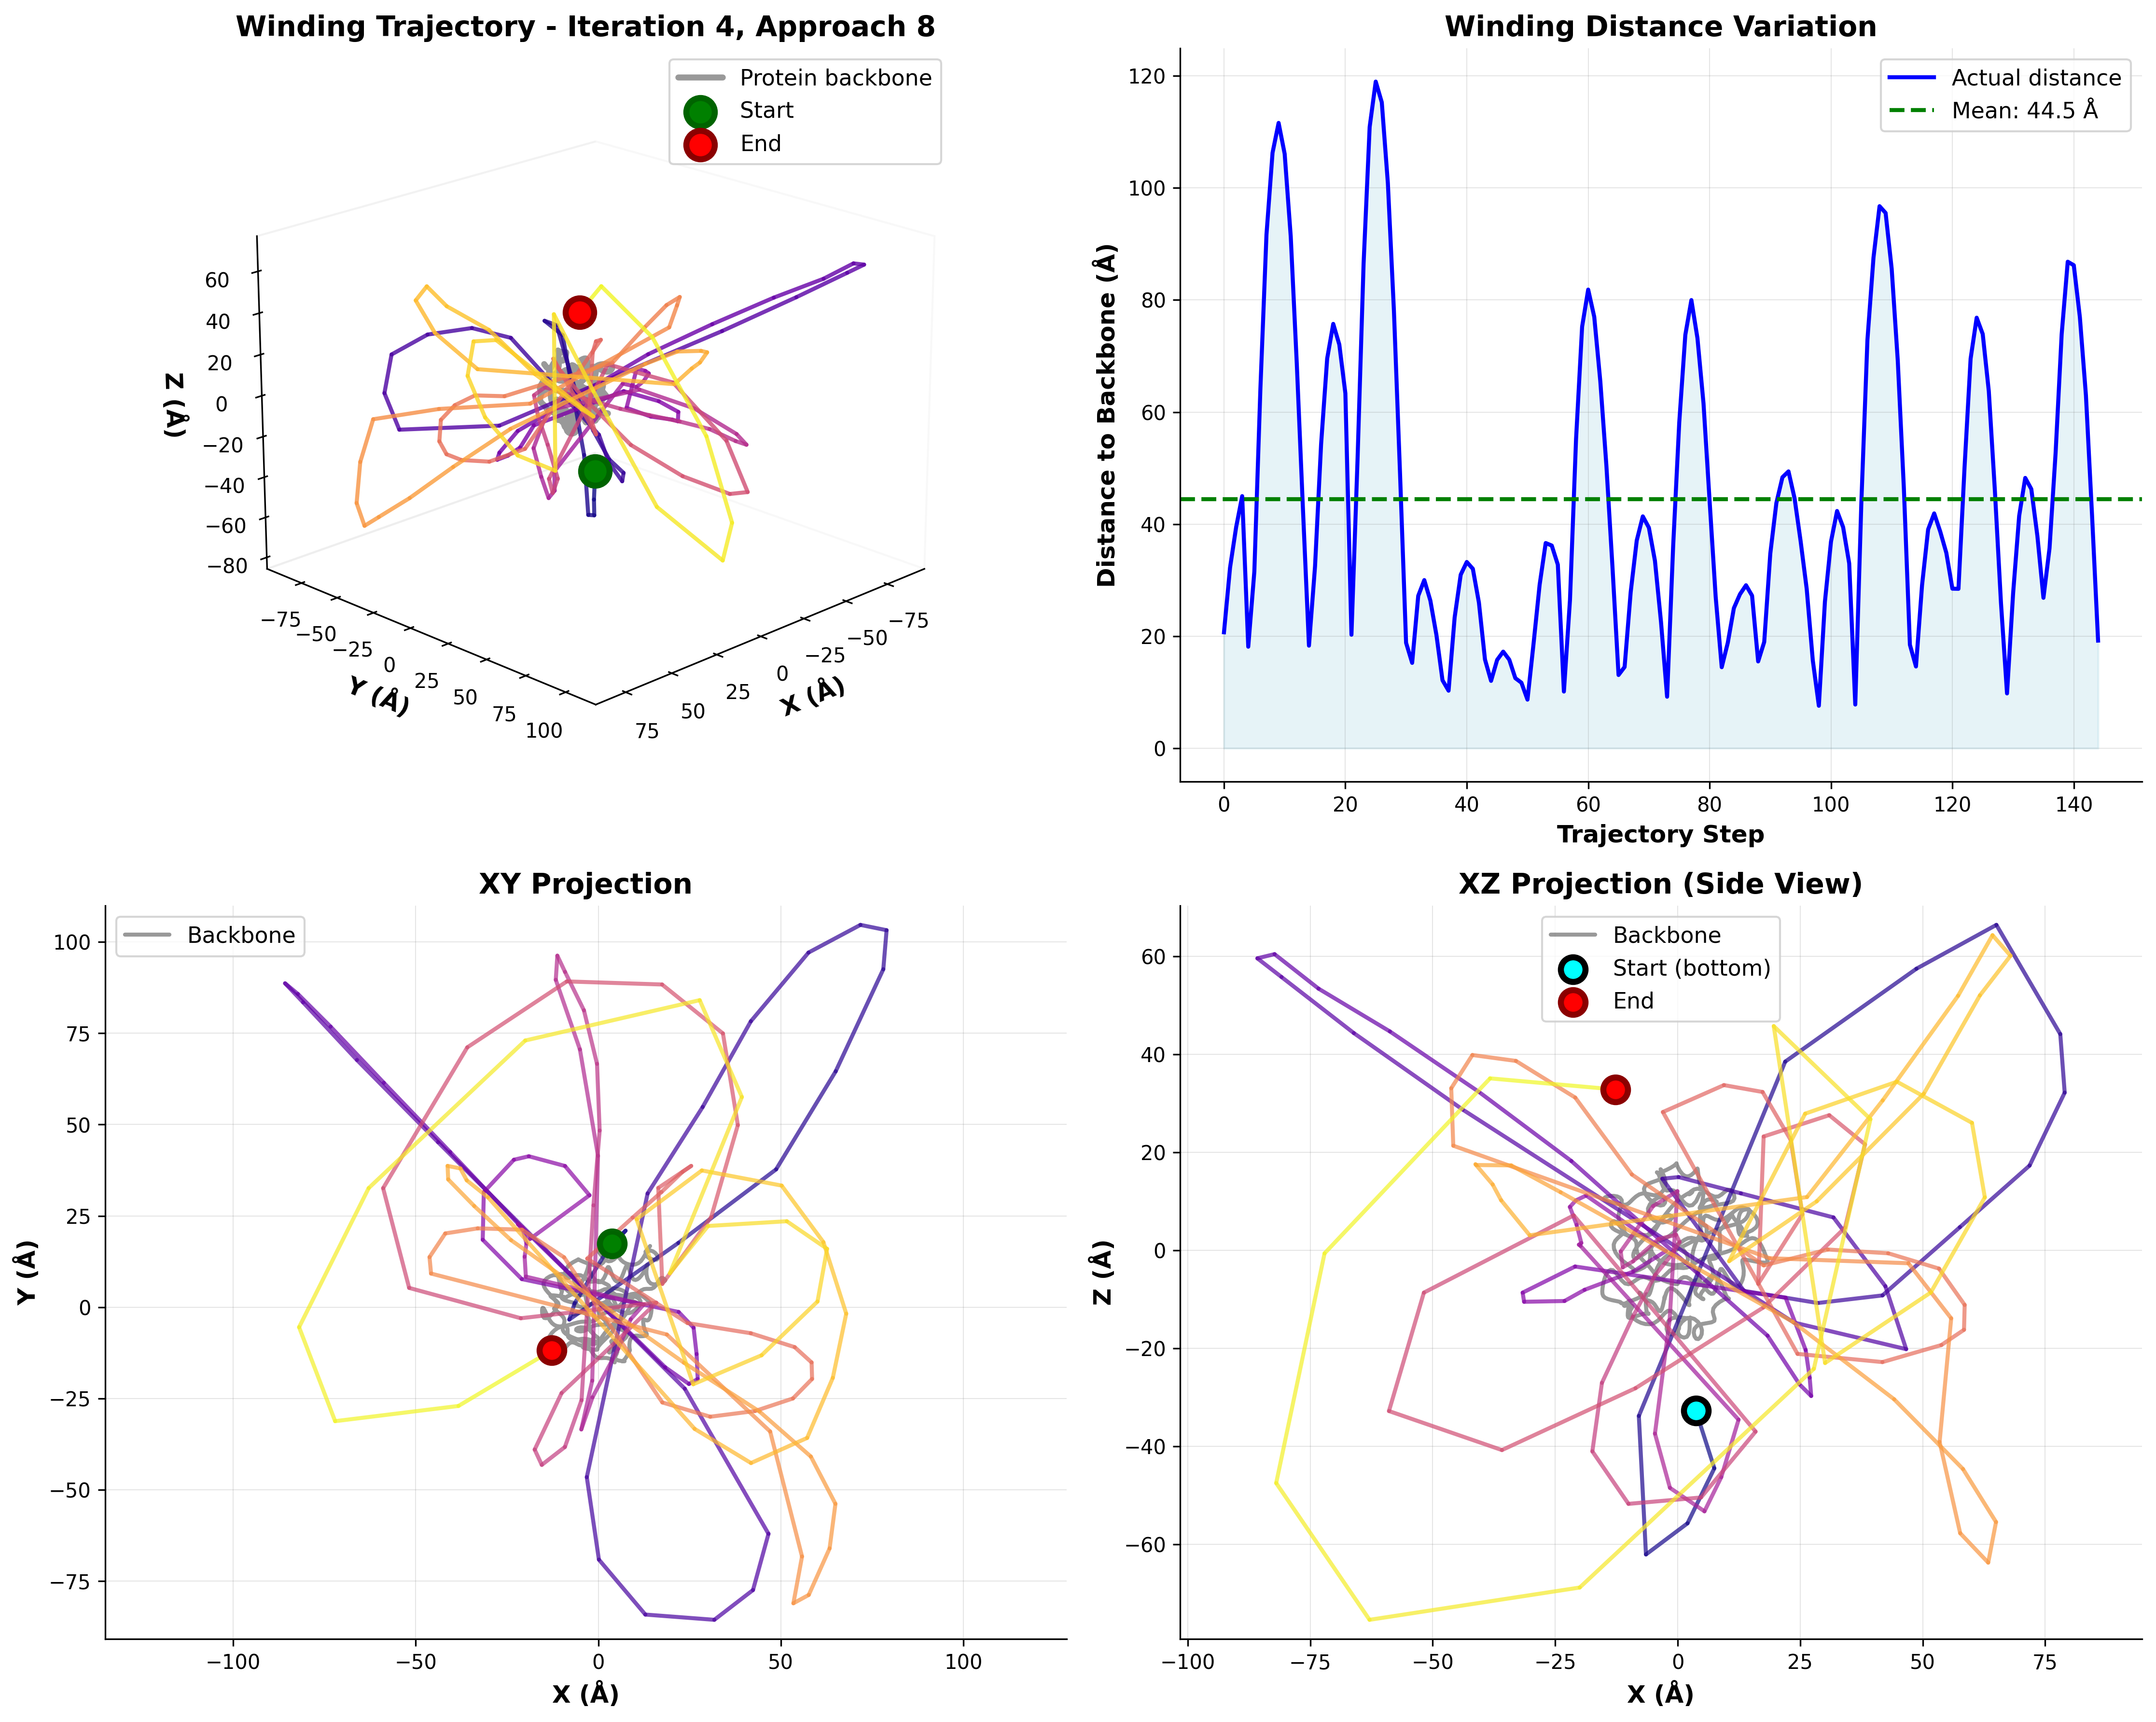 Winding Trajectory - Iteration 4, Approach 8
Protein backbone
Start
End
Z (Å)
60
40
20
0
−20
−40
−60
−80
−75
−50
−25
0
25
50
75
100
Y (Å)
−75
−50
−25
0
25
50
75
X (Å)
Winding Distance Variation
Actual distance
Mean: 44.5 Å
Distance to Backbone (Å)
120
100
80
60
40
20
0
0 20 40 60 80 100 120 140
Trajectory Step
XY Projection
Backbone
Y (Å)
100
75
50
25
0
−25
−50
−75
−100 −50 0 50 100
X (Å)
XZ Projection (Side View)
Backbone
Start (bottom)
End
Z (Å)
60
40
20
0
−20
−40
−60
−100 −75 −50 −25 0 25 50 75
X (Å)